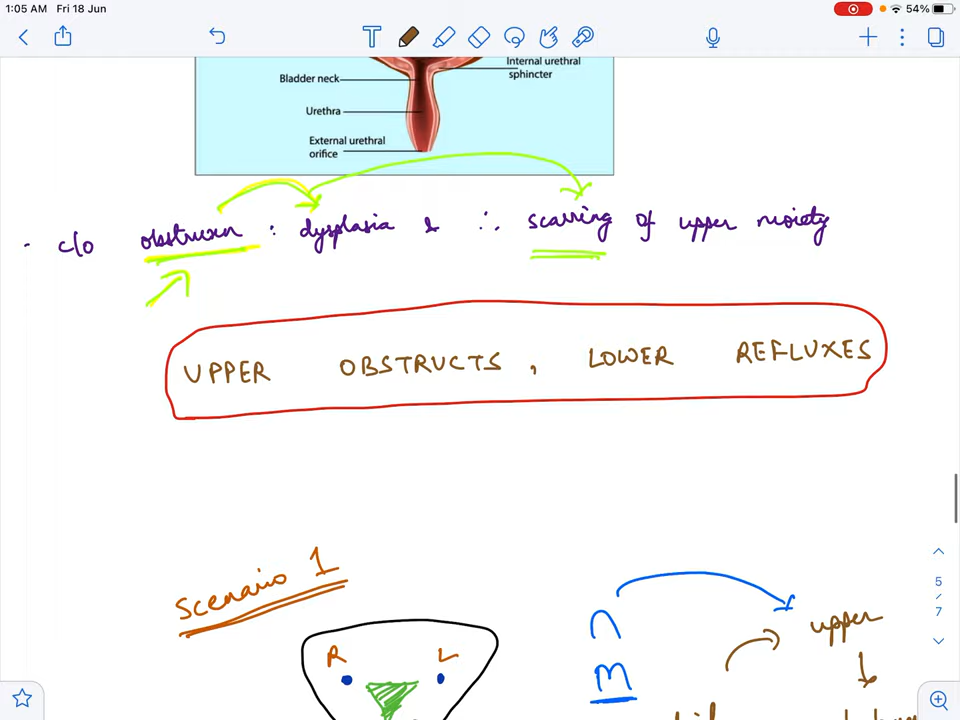 1:05 AM Fri 18 Jun
54%
T
Internal urethral
sphincter
Bladder neck
Urethra
External urethral
orifice
- c/o obstruxn : dysplasia & ∴ scarring of upper moiety
UPPER OBSTRUCTS , LOWER REFLUXES
Scenario 1
R L
n
M
upper
5
/
7